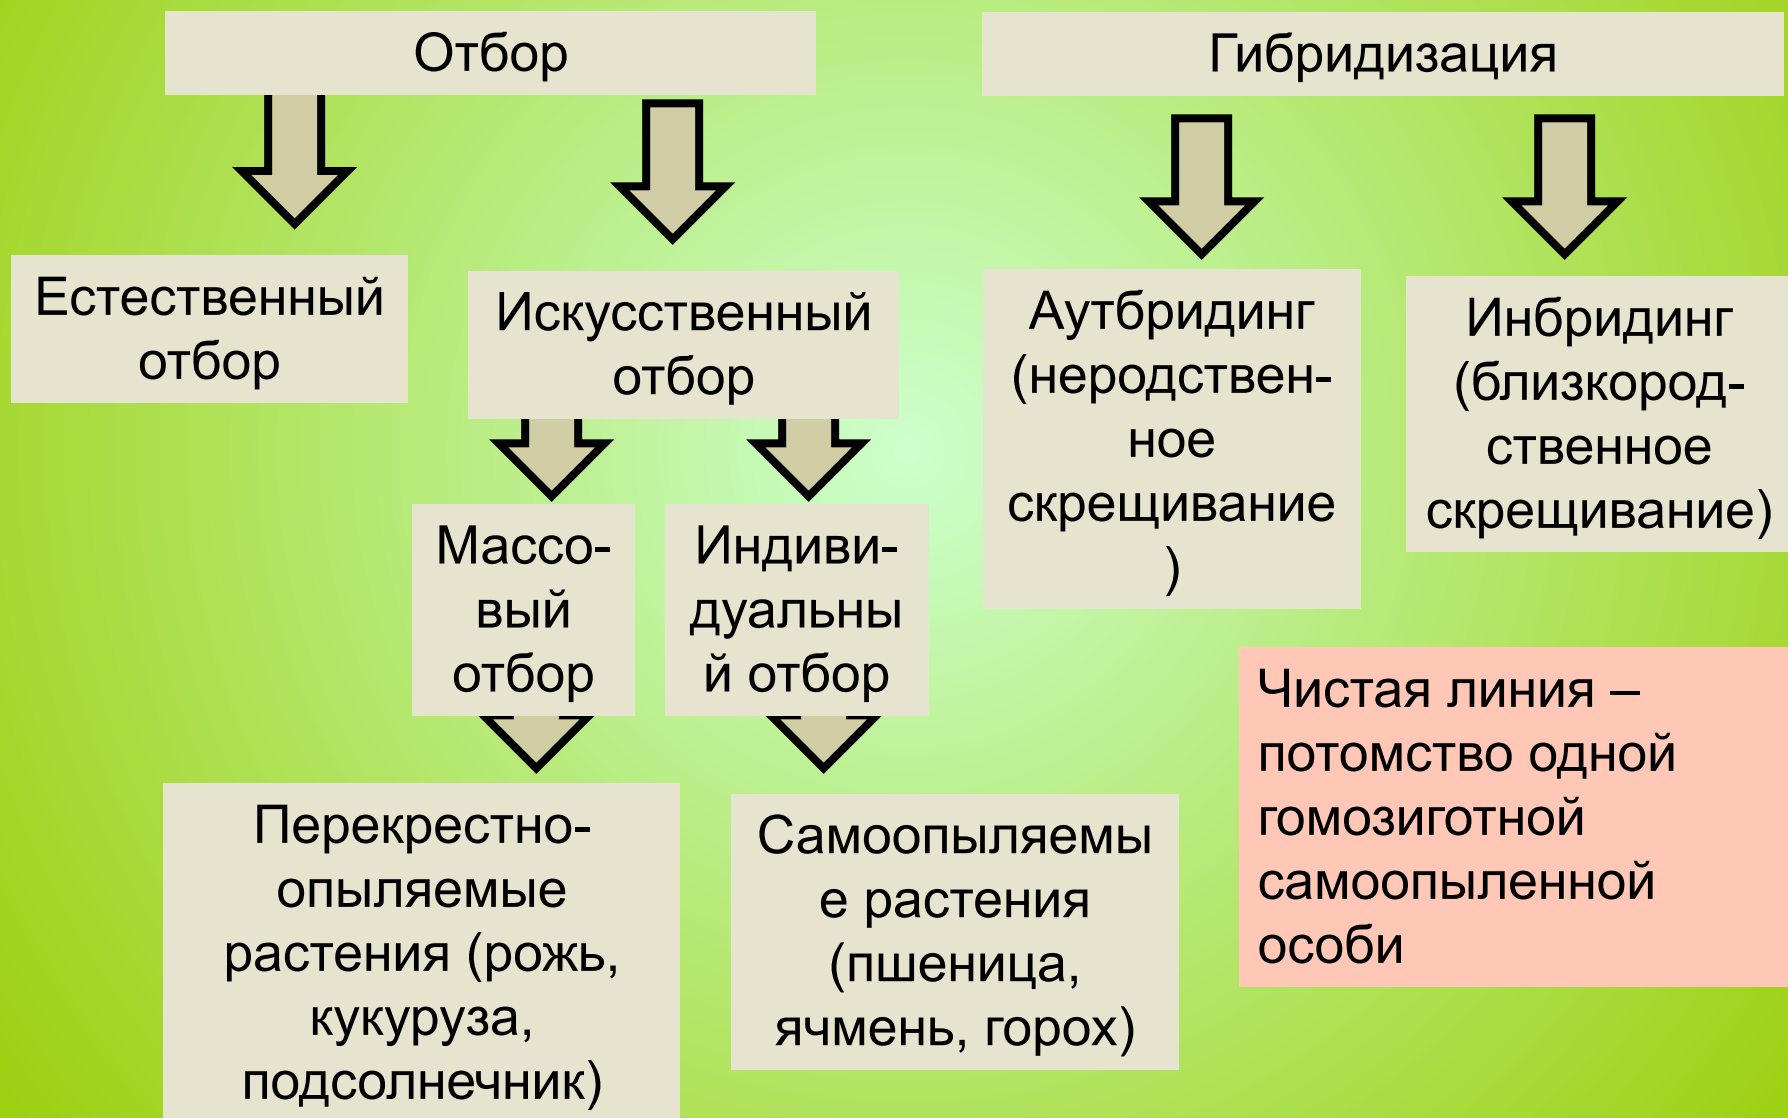 Отбор
Гибридизация
Естественный
отбор
Искусственный
отбор
Аутбридинг
(неродствен-
ное
скрещивание
)
Инбридинг
(близкород-
ственное
скрещивание)
Массо-
вый
отбор
Индиви-
дуальны
й отбор
Перекрестно-
опыляемые
растения (рожь,
кукуруза,
подсолнечник)
Самоопыляемы
е растения
(пшеница,
ячмень, горох)
Чистая линия –
потомство одной
гомозиготной
самоопыленной
особи